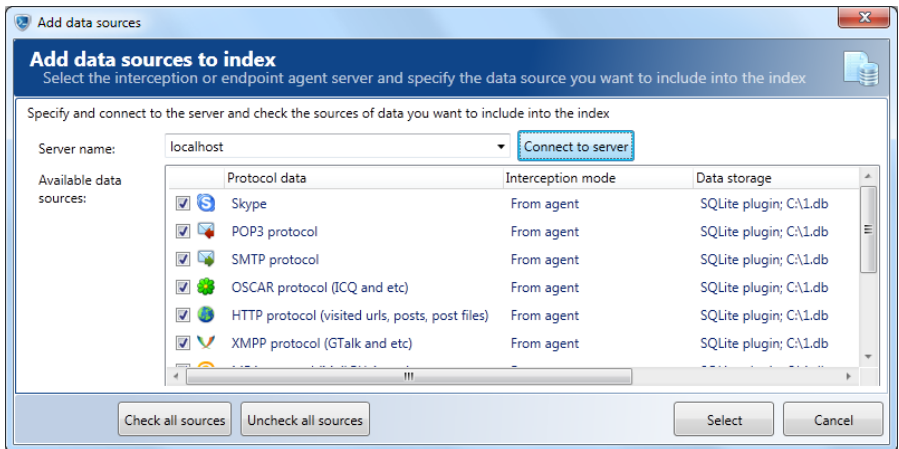 Add data sources
Add data sources to index
Select the interception or endpoint agent server and specify the data source you want to include into the index
Specify and connect to the server and check the sources of data you want to include into the index
Server name: localhost Connect to server
Available data sources:
Protocol data Interception mode Data storage
Skype From agent SQLite plugin; C:\1.db
POP3 protocol From agent SQLite plugin; C:\1.db
SMTP protocol From agent SQLite plugin; C:\1.db
OSCAR protocol (ICQ and etc) From agent SQLite plugin; C:\1.db
HTTP protocol (visited urls, posts, post files) From agent SQLite plugin; C:\1.db
XMPP protocol (GTalk and etc) From agent SQLite plugin; C:\1.db
Check all sources Uncheck all sources Select Cancel